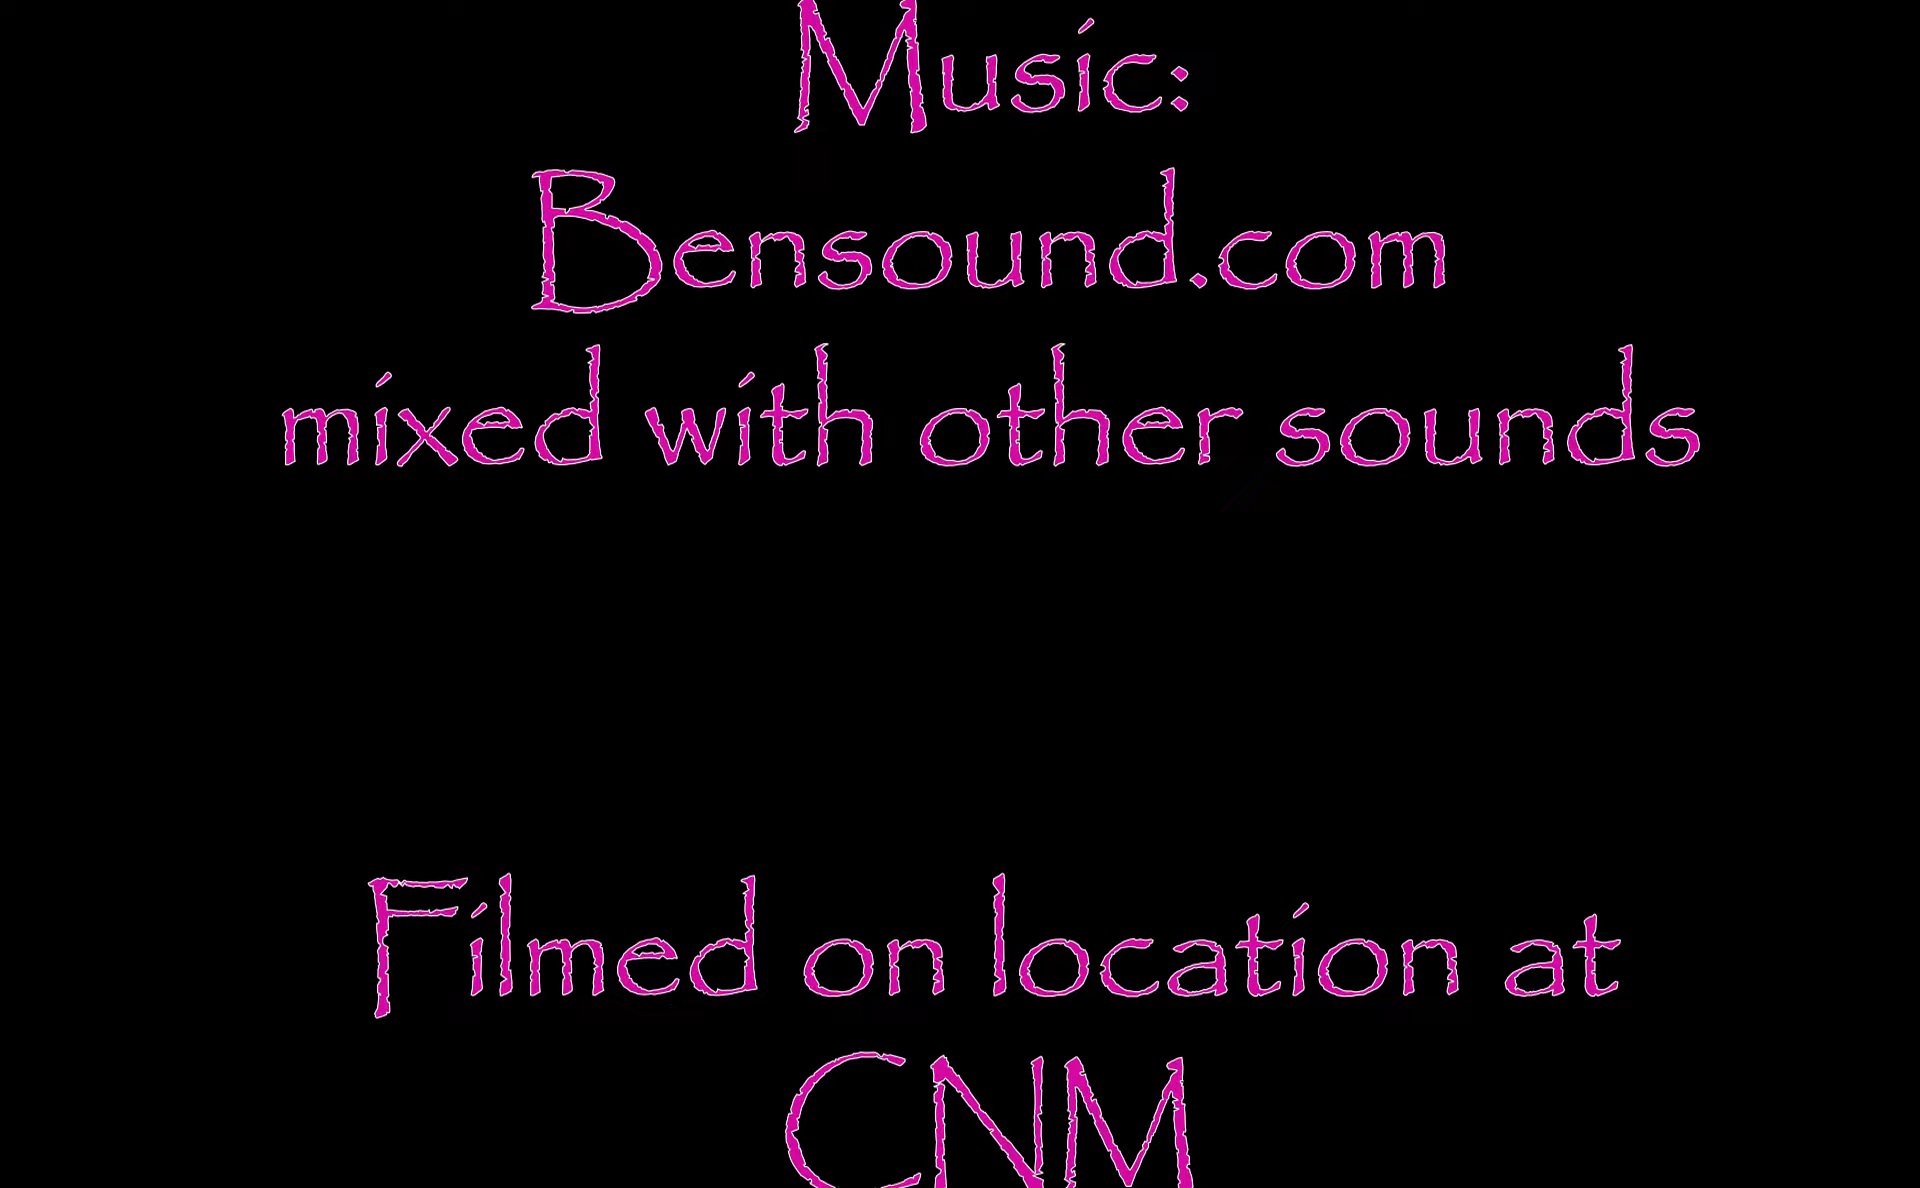 Music:
Bensound.com
mixed with other sounds
Filmed on location at
CNM